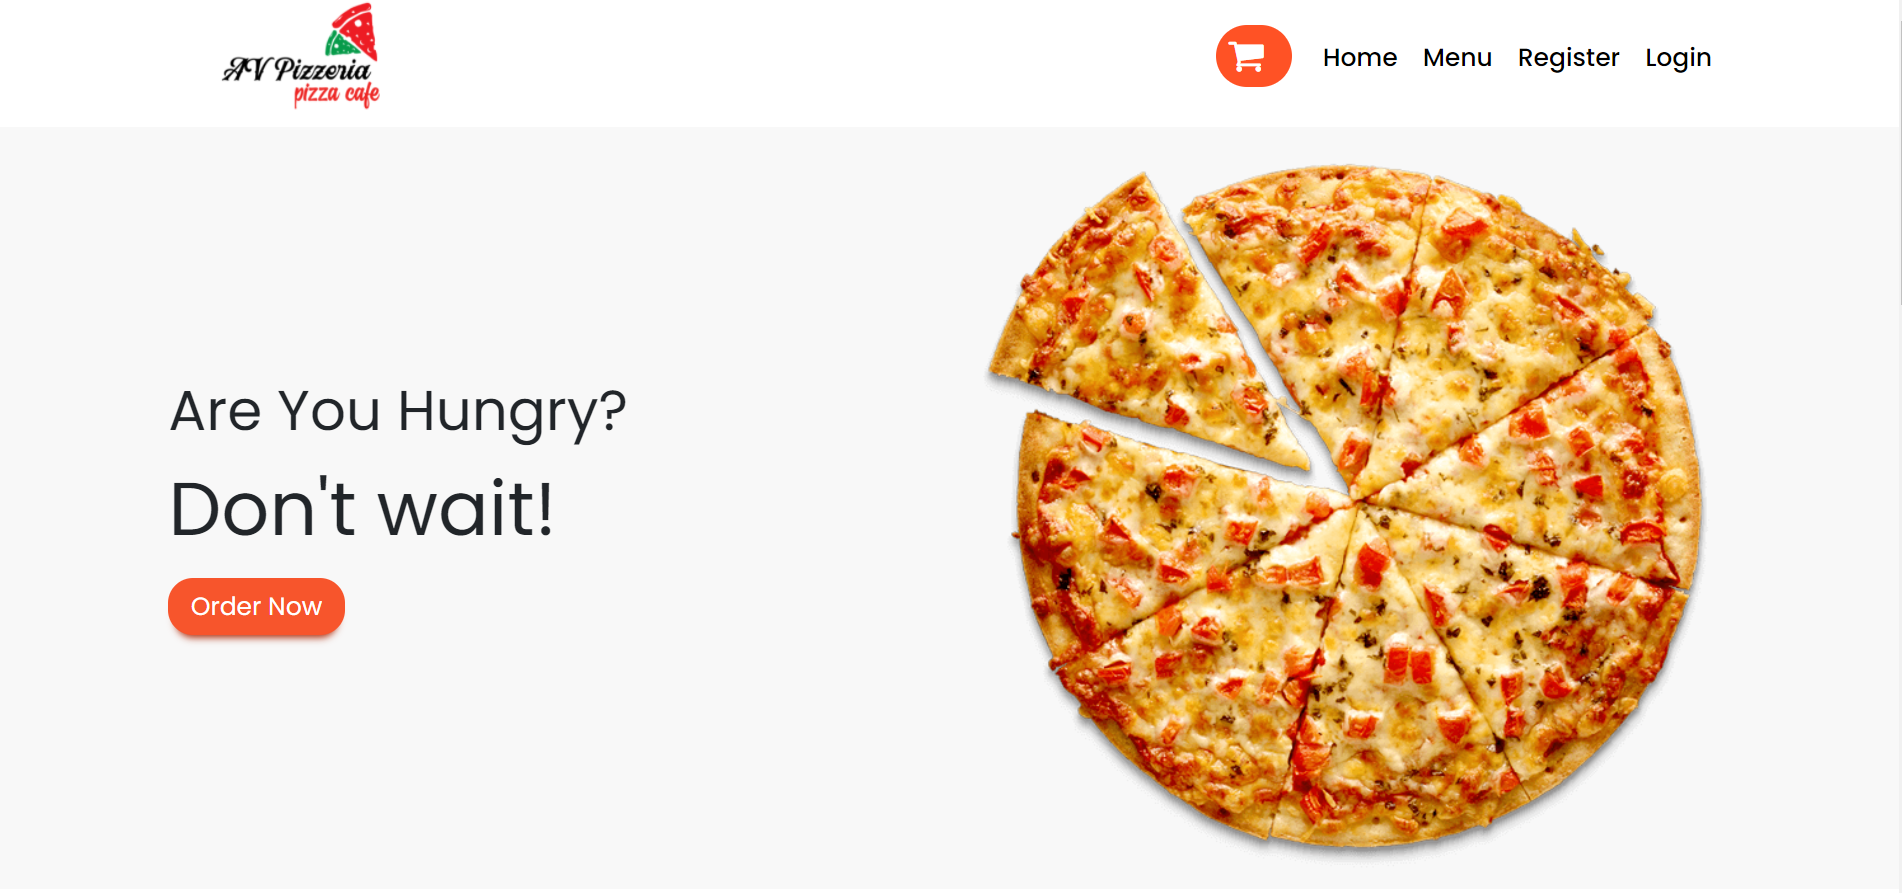 AV Pizzeria
pizza cafe
Home Menu Register Login
Are You Hungry?
Don't wait!
Order Now